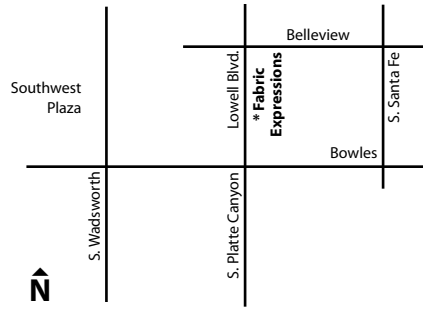 Belleview
Southwest
Plaza
Lowell Blvd.
* Fabric
Expressions
S. Santa Fe
Bowles
S. Wadsworth
S. Platte Canyon
N